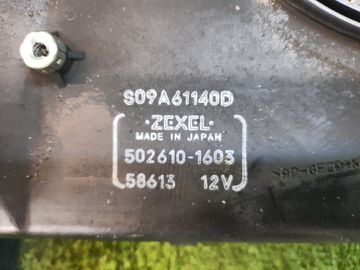 S09A61140D
·ZEXEL·
MADE IN JAPAN
502610-1603
58613 12V